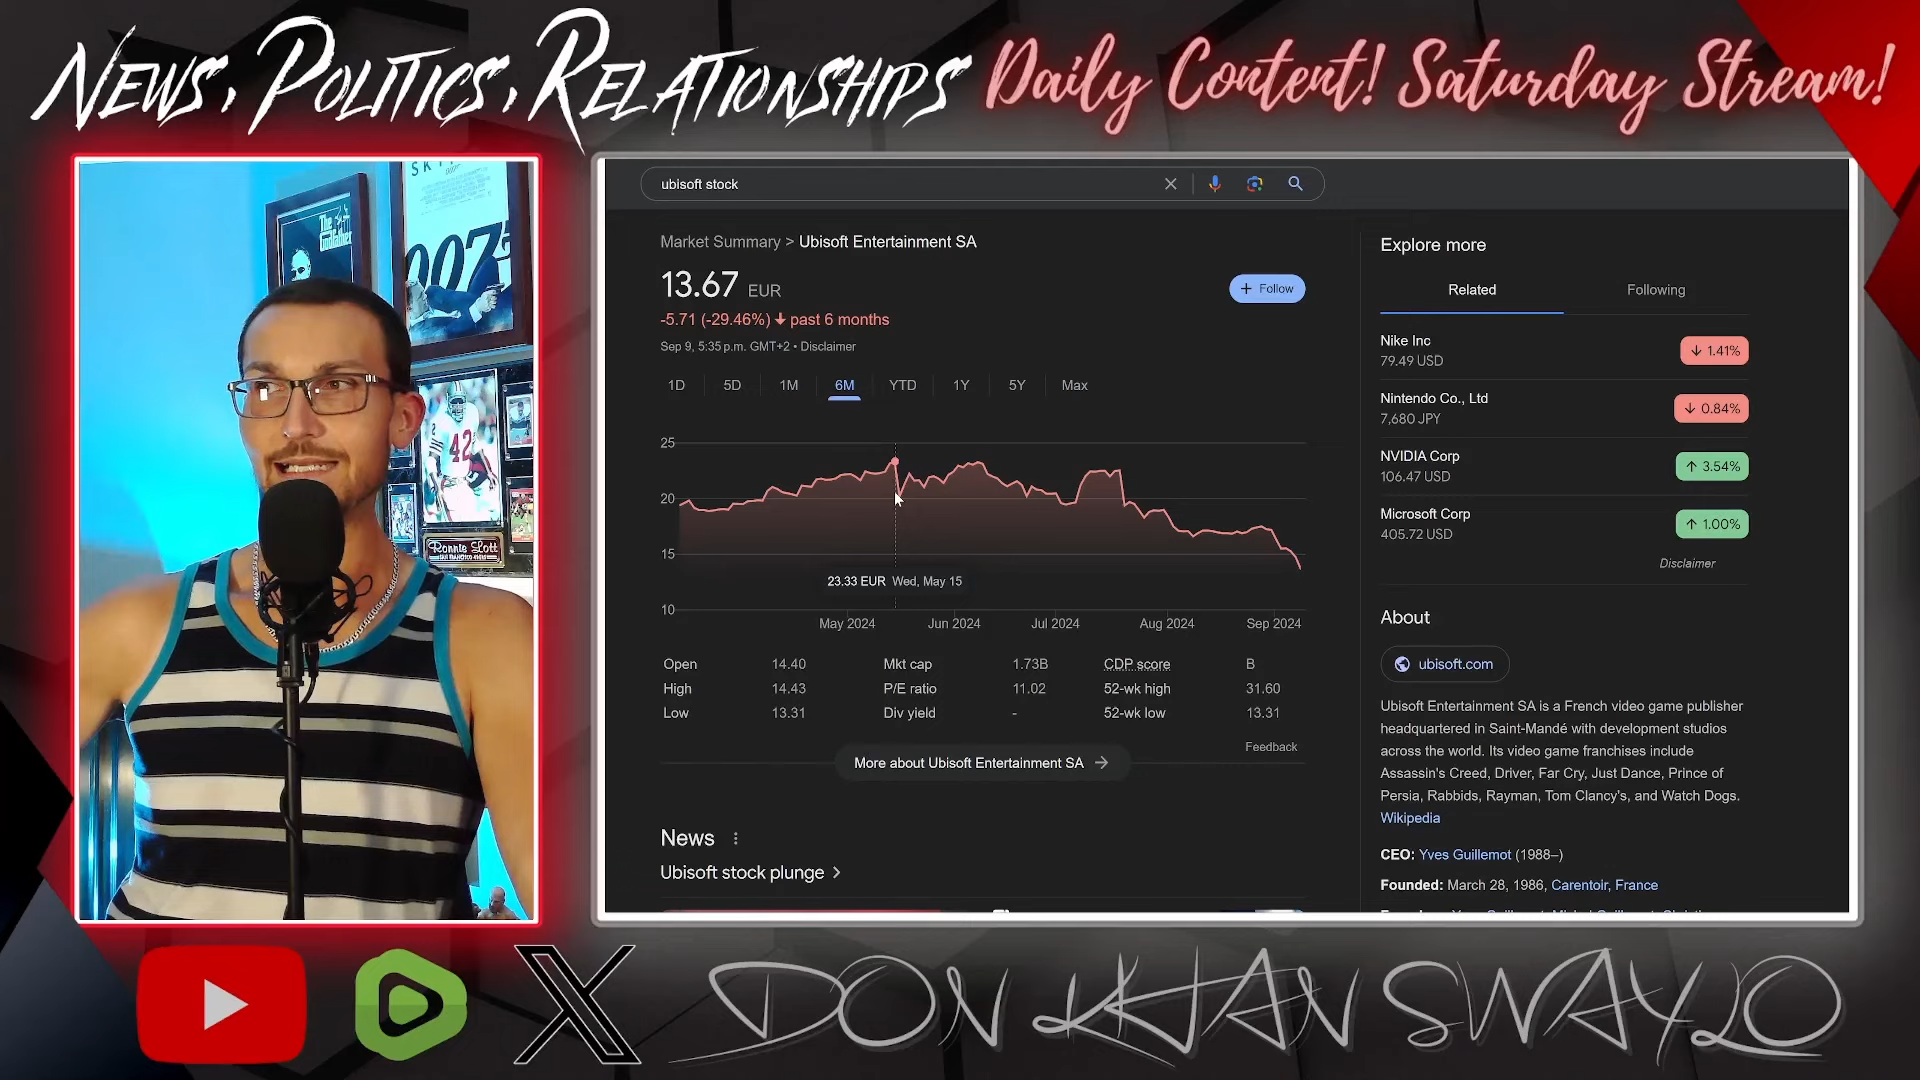 NEWS, POLITICS, RELATIONSHIPS Daily Content! Saturday Stream!
SKY
007
The Godfather
42
Ronnie Lott
ubisoft stock
Market Summary > Ubisoft Entertainment SA
13.67 EUR
+ Follow
-5.71 (-29.46%) ↓ past 6 months
Sep 9, 5:35 p.m. GMT+2 • Disclaimer
1D 5D 1M 6M YTD 1Y 5Y Max
25
20
15
10
23.33 EUR Wed, May 15
May 2024 Jun 2024 Jul 2024 Aug 2024 Sep 2024
Open 14.40 Mkt cap 1.73B CDP score B
High 14.43 P/E ratio 11.02 52-wk high 31.60
Low 13.31 Div yield - 52-wk low 13.31
Feedback
More about Ubisoft Entertainment SA →
News
Ubisoft stock plunge >
Explore more
Related Following
Nike Inc
79.49 USD
↓ 1.41%
Nintendo Co., Ltd
7,680 JPY
↓ 0.84%
NVIDIA Corp
106.47 USD
↑ 3.54%
Microsoft Corp
405.72 USD
↑ 1.00%
Disclaimer
About
ubisoft.com
Ubisoft Entertainment SA is a French video game publisher
headquartered in Saint-Mandé with development studios
across the world. Its video game franchises include
Assassin's Creed, Driver, Far Cry, Just Dance, Prince of
Persia, Rabbids, Rayman, Tom Clancy's, and Watch Dogs.
Wikipedia
CEO: Yves Guillemot (1988–)
Founded: March 28, 1986, Carentoir, France
X DON KHAN SWAYLO